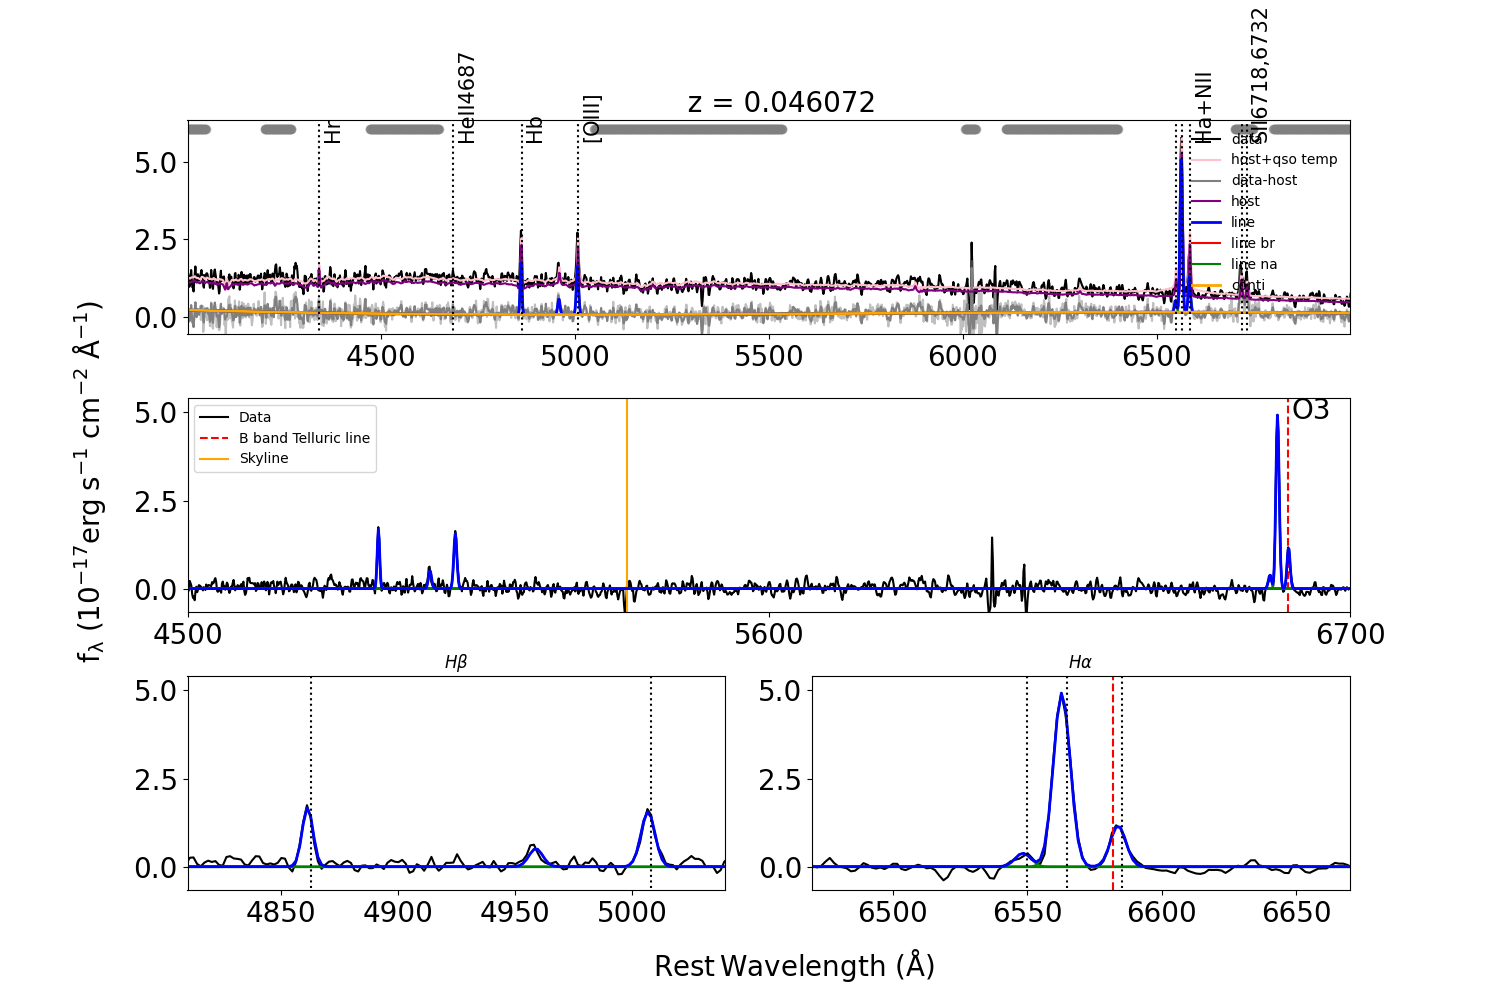 z = 0.046072
Hr
HeII4687
Hb
[OIII]
Ha+NII
SII6718,6732
data
host+qso temp
data-host
host
line
line br
line na
conti
5.0
2.5
0.0
4500 5000 5500 6000 6500
fλ (10−17erg s−1 cm−2 Å−1)
Data
B band Telluric line
Skyline
O3
5.0
2.5
0.0
4500 5600 6700
Hβ
5.0
2.5
0.0
4850 4900 4950 5000
Hα
5.0
2.5
0.0
6500 6550 6600 6650
Rest Wavelength (Å)